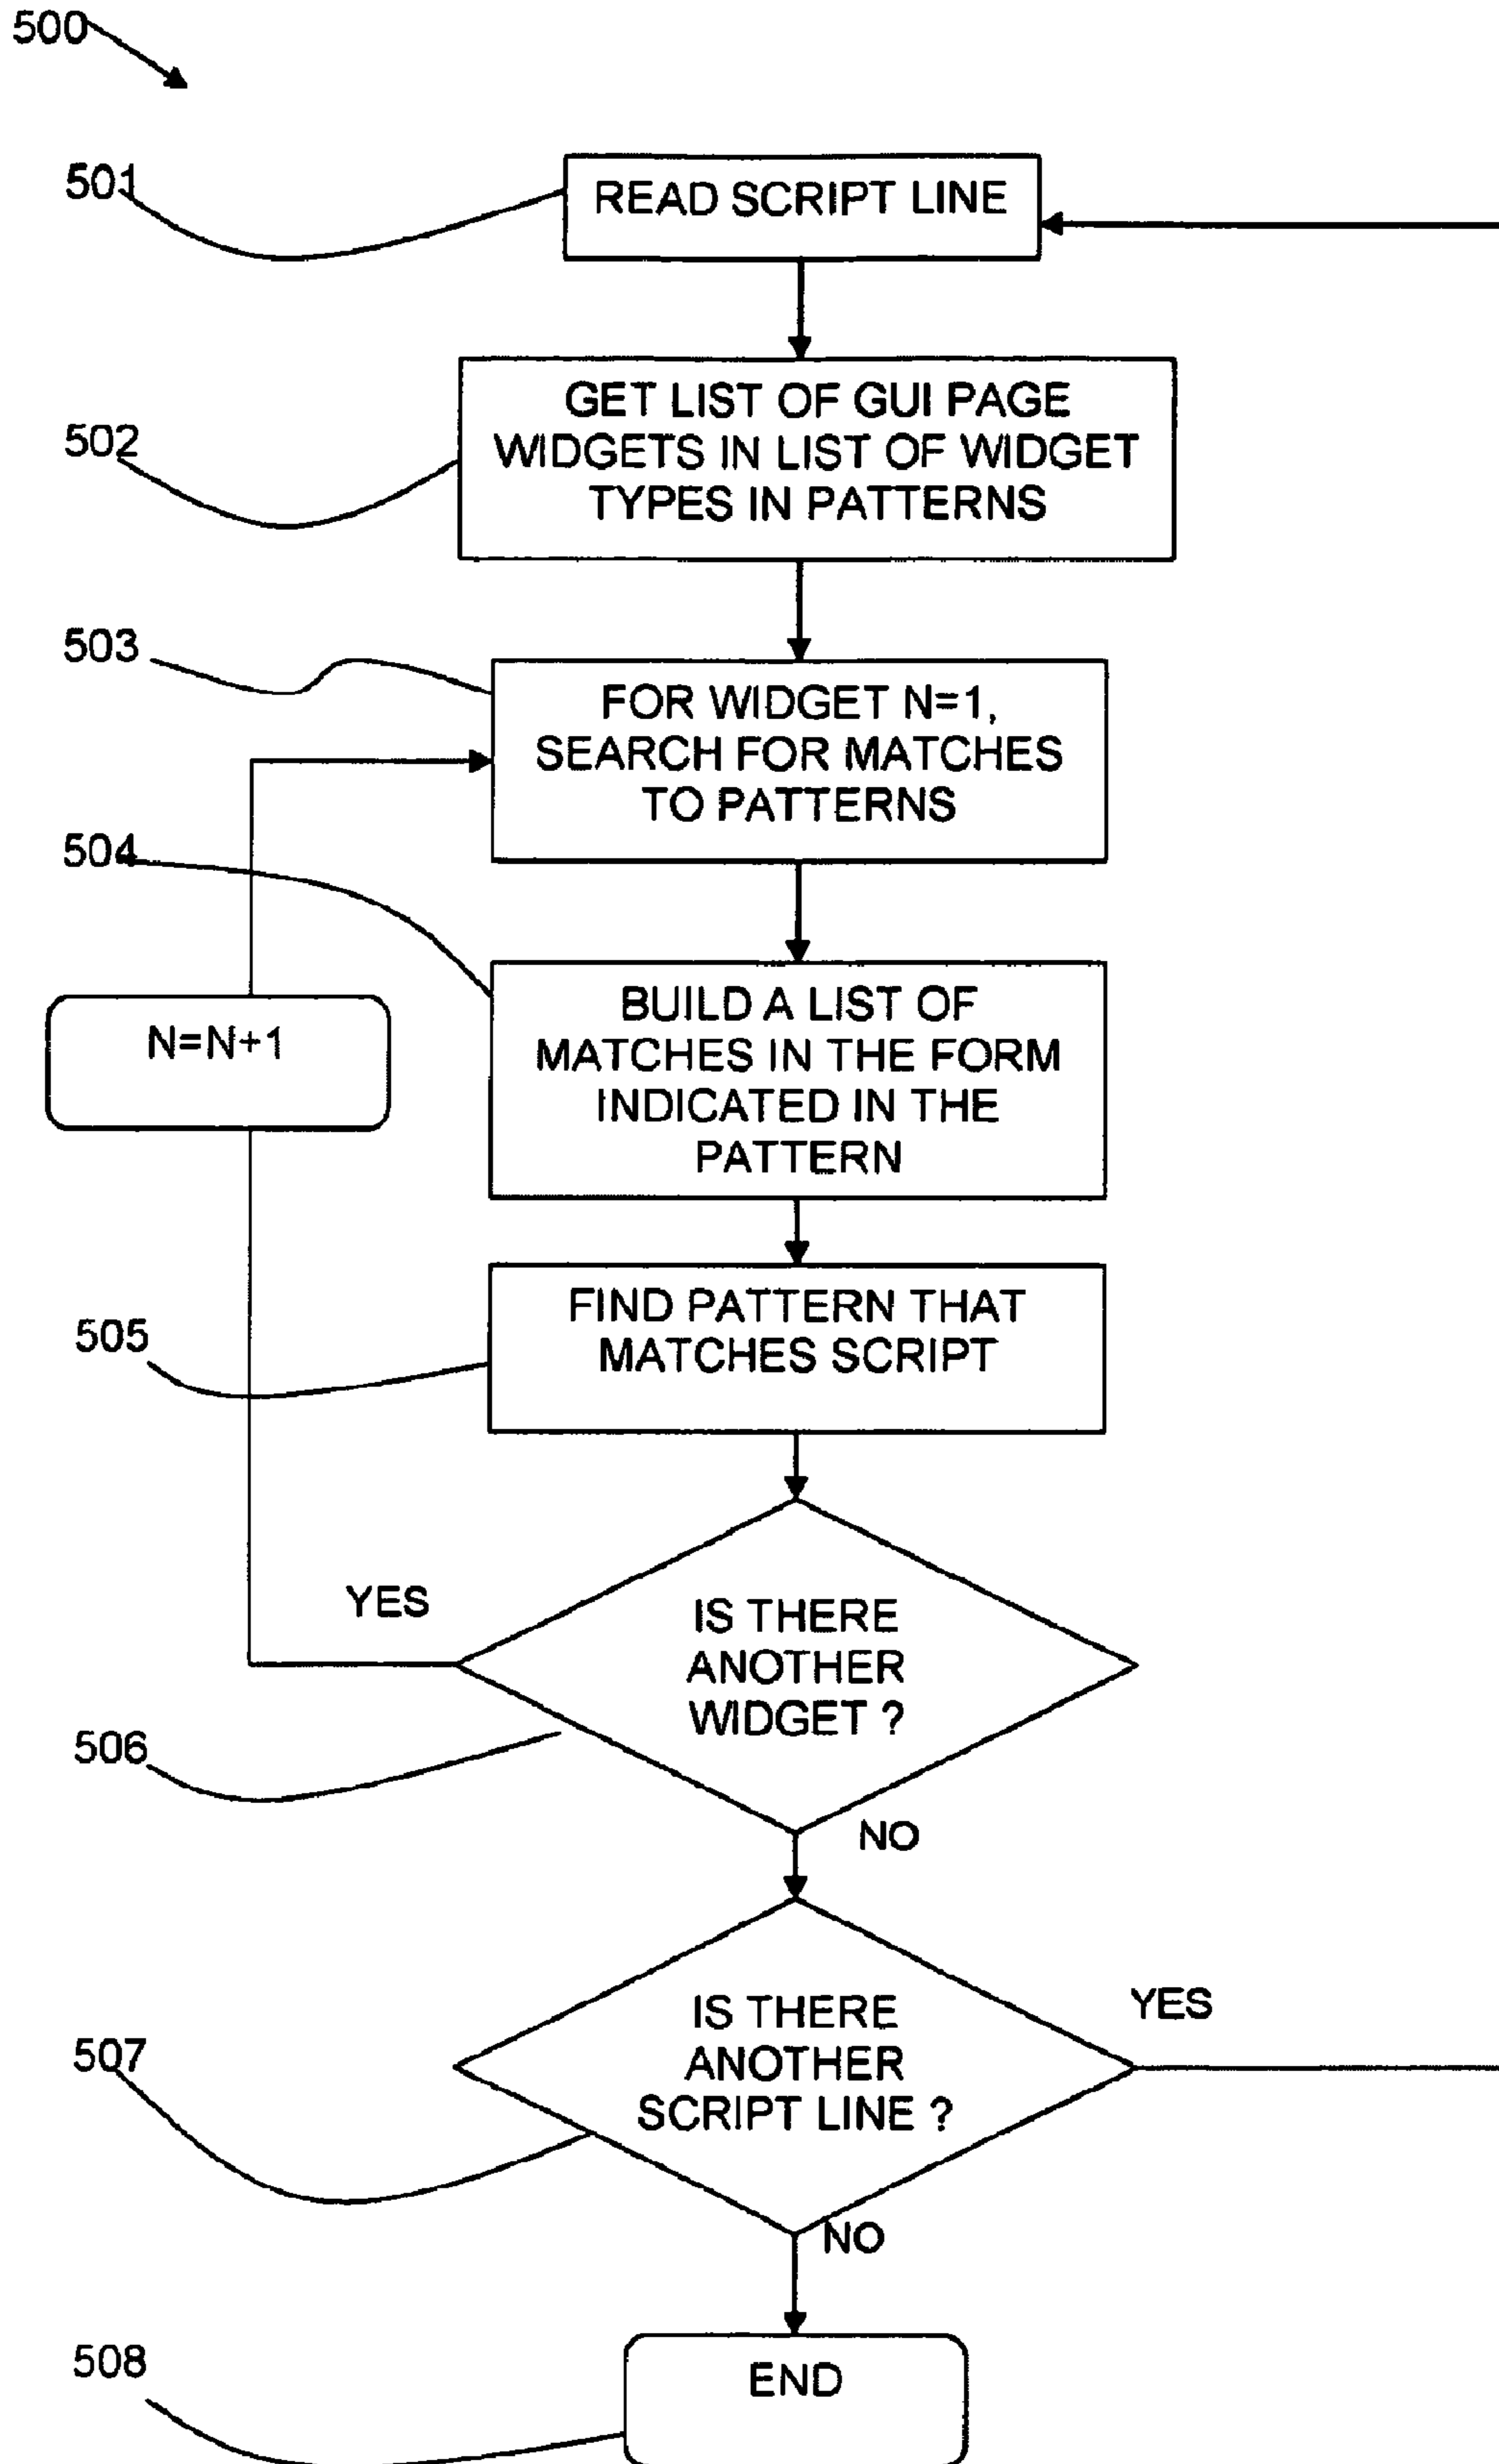 500
501
READ SCRIPT LINE
502
GET LIST OF GUI PAGE
WIDGETS IN LIST OF WIDGET
TYPES IN PATTERNS
503
FOR WIDGET N=1,
SEARCH FOR MATCHES
TO PATTERNS
504
BUILD A LIST OF
MATCHES IN THE FORM
INDICATED IN THE
PATTERN
N=N+1
505
FIND PATTERN THAT
MATCHES SCRIPT
YES
IS THERE
ANOTHER
WIDGET ?
506
NO
IS THERE
ANOTHER
SCRIPT LINE ?
YES
507
NO
508
END